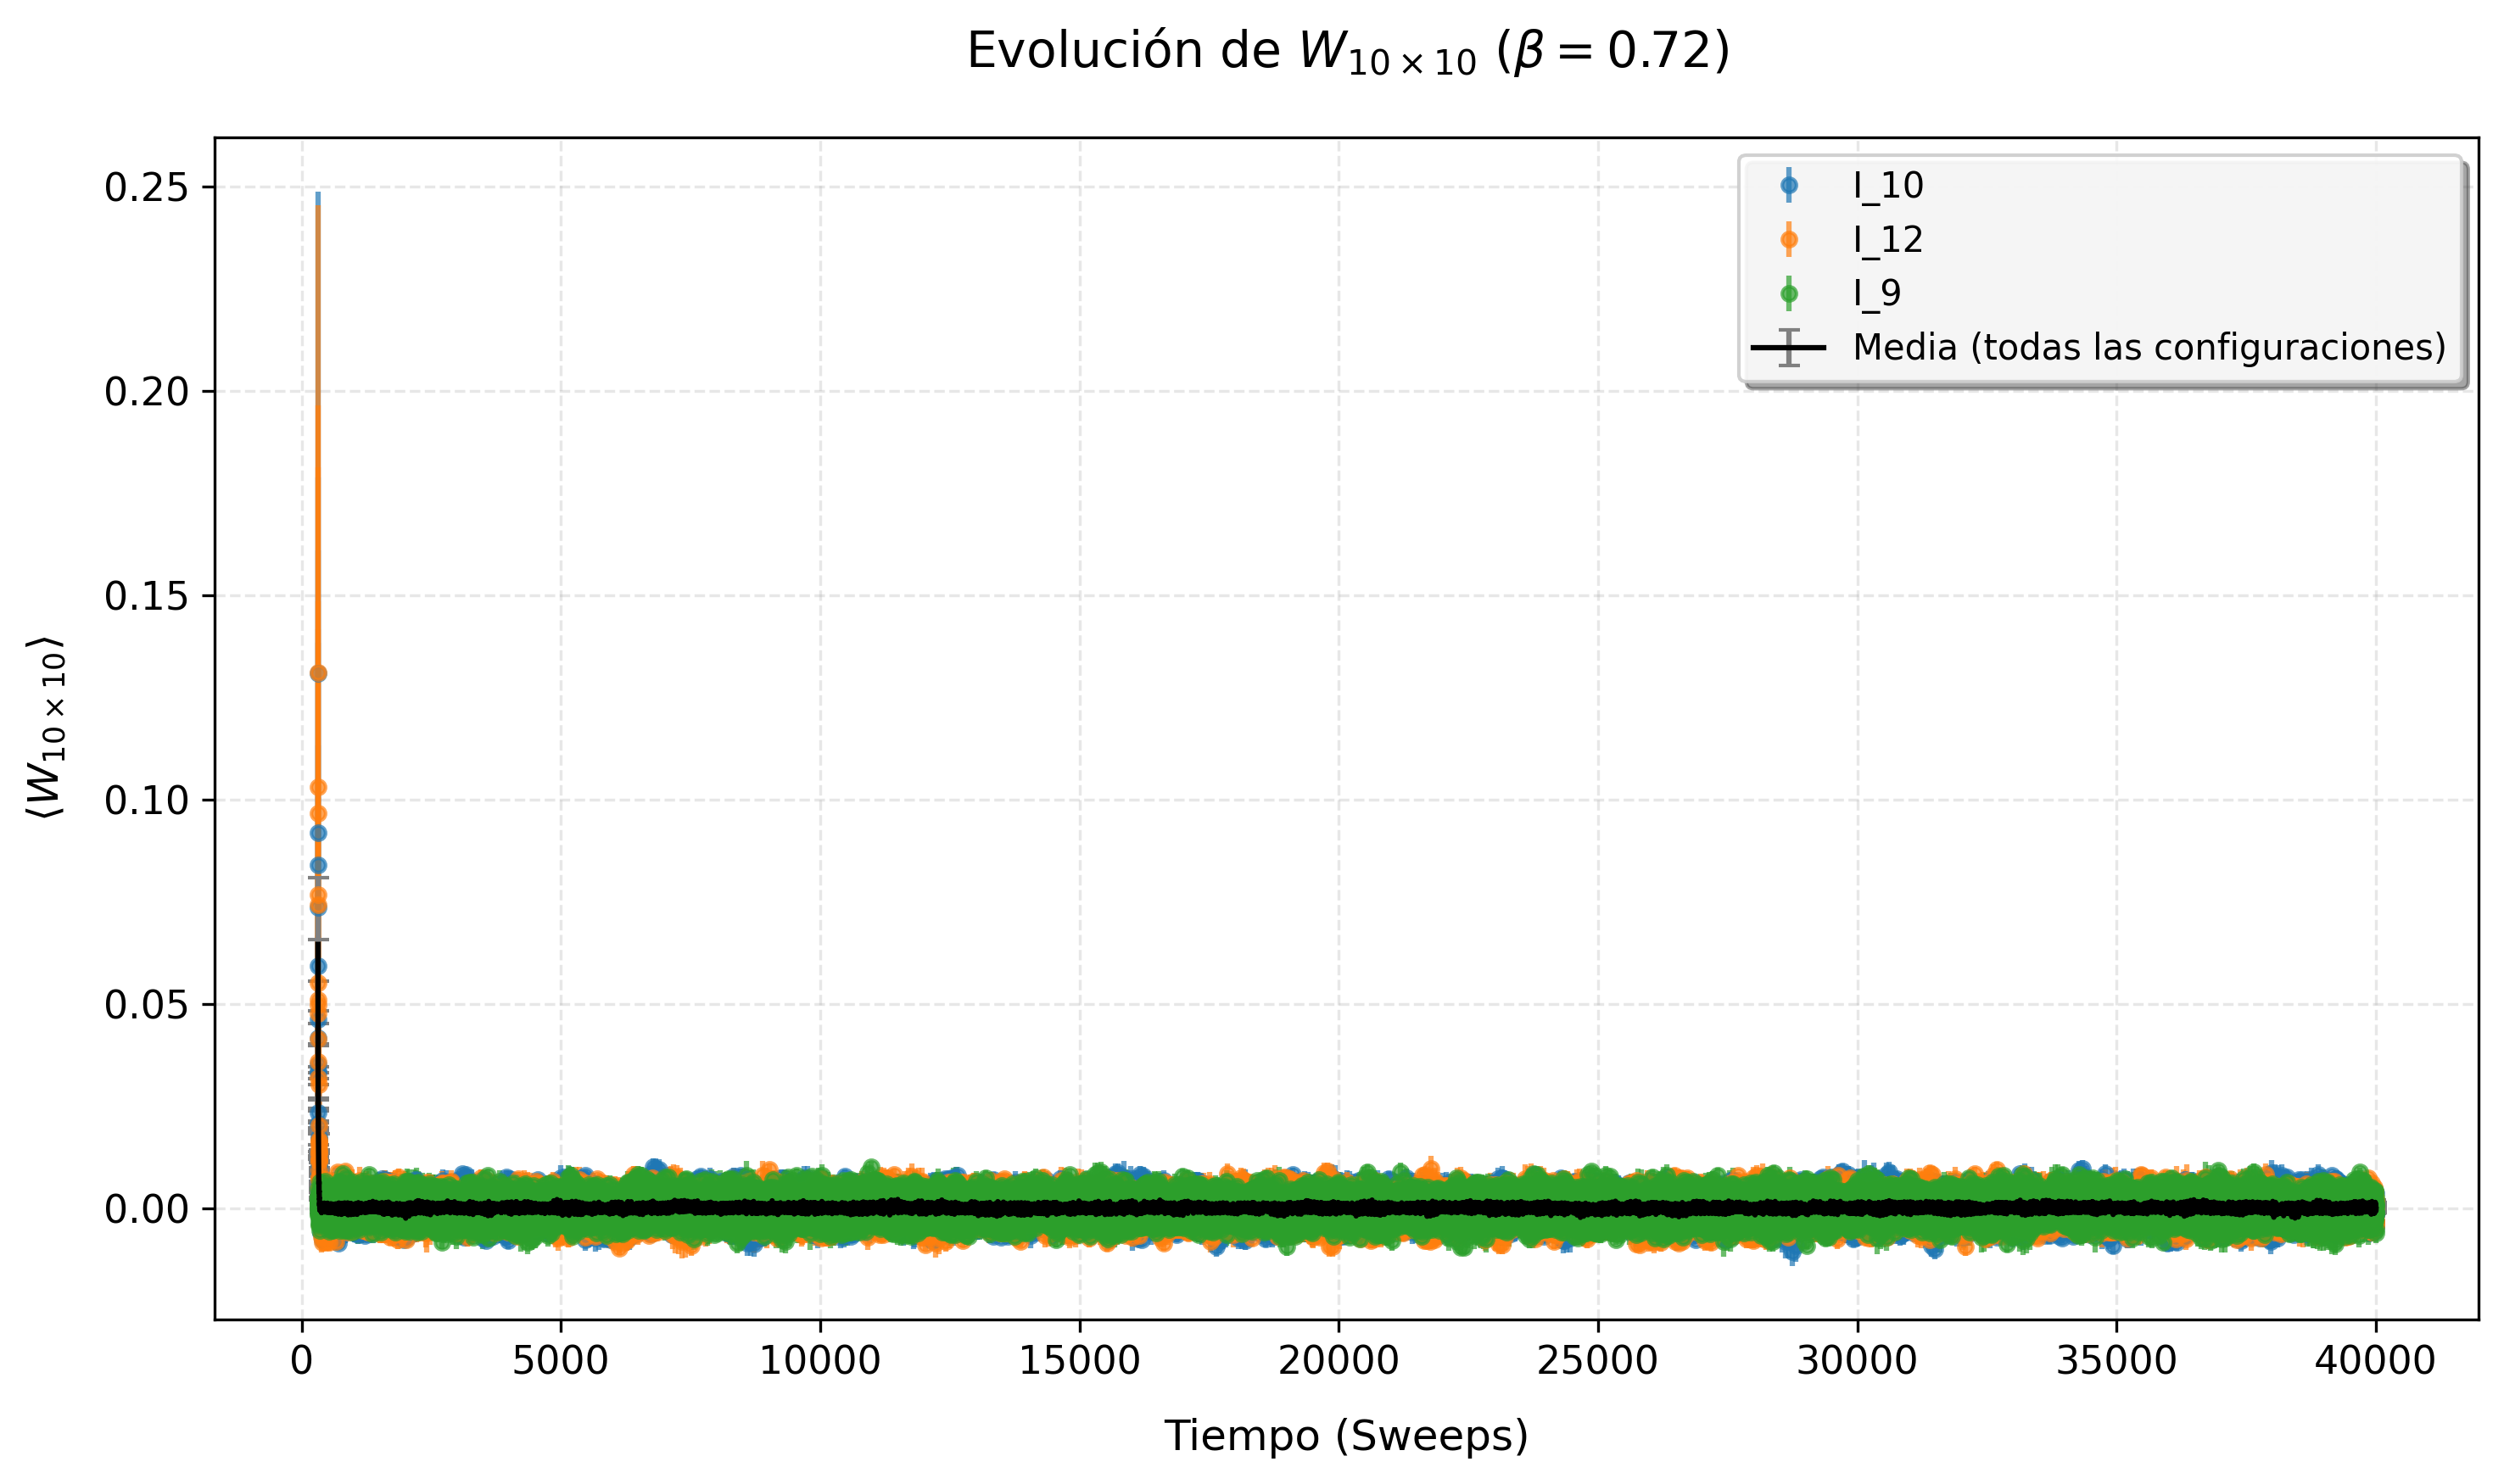 Evolución de W₁₀ × ₁₀ (β = 0.72)
I_10
I_12
I_9
Media (todas las configuraciones)
⟨W₁₀ × ₁₀⟩
0.25
0.20
0.15
0.10
0.05
0.00
0 5000 10000 15000 20000 25000 30000 35000 40000
Tiempo (Sweeps)